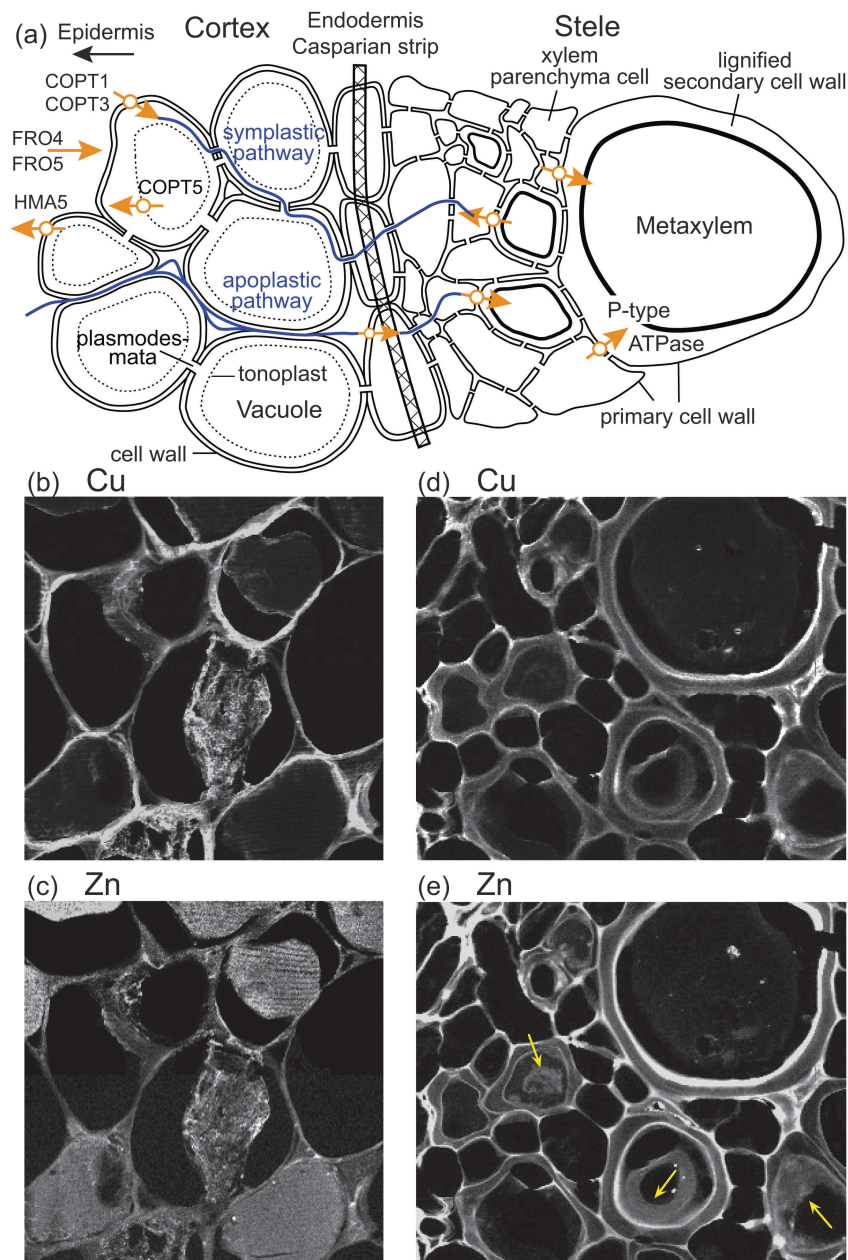 (a)
Epidermis
Cortex
Endodermis
Casparian strip
Stele
xylem
parenchyma cell
lignified
secondary cell wall
COPT1
COPT3
FRO4
FRO5
HMA5
COPT5
symplastic
pathway
apoplastic
pathway
Metaxylem
P-type
ATPase
plasmodes-
mata
tonoplast
Vacuole
cell wall
primary cell wall
(b) Cu
(d) Cu
(c) Zn
(e) Zn